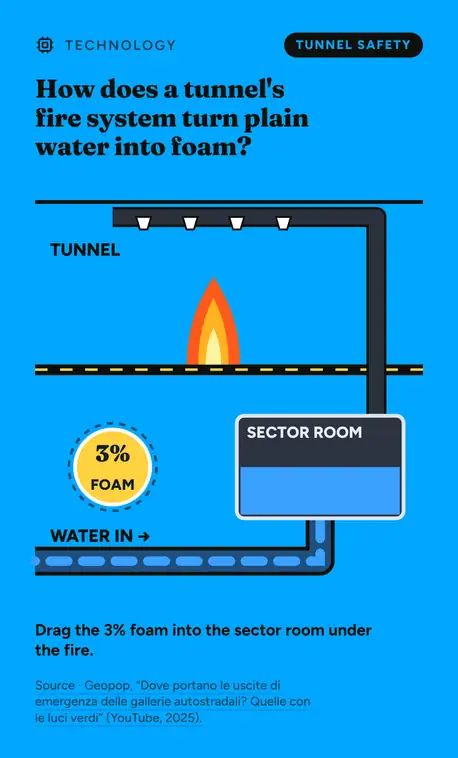 TECHNOLOGY
TUNNEL SAFETY
How does a tunnel's
fire system turn plain
water into foam?
TUNNEL
SECTOR ROOM
3%
FOAM
WATER IN →
Drag the 3% foam into the sector room under
the fire.
Source · Geopop, "Dove portano le uscite di
emergenza delle gallerie autostradali? Quelle con
le luci verdi" (YouTube, 2025).